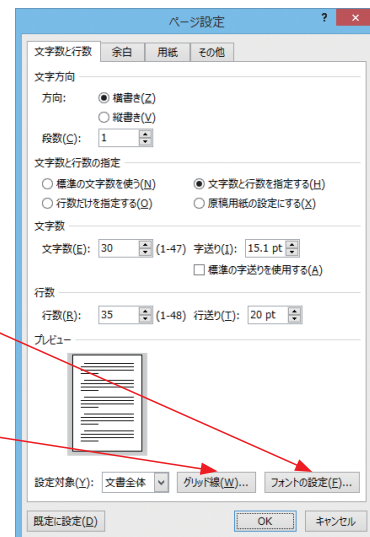 ページ設定 ? ×
文字数と行数 余白 用紙 その他
文字方向
方向: 横書き(Z)
縦書き(V)
段数(C): 1
文字数と行数の指定
標準の文字数を使う(N) 文字数と行数を指定する(H)
行数だけを指定する(O) 原稿用紙の設定にする(X)
文字数
文字数(E): 30 (1-47) 字送り(I): 15.1 pt
標準の字送りを使用する(A)
行数
行数(R): 35 (1-48) 行送り(T): 20 pt
プレビュー
設定対象(Y): 文書全体 グリッド線(W)... フォントの設定(F)...
既定に設定(D) OK キャンセル